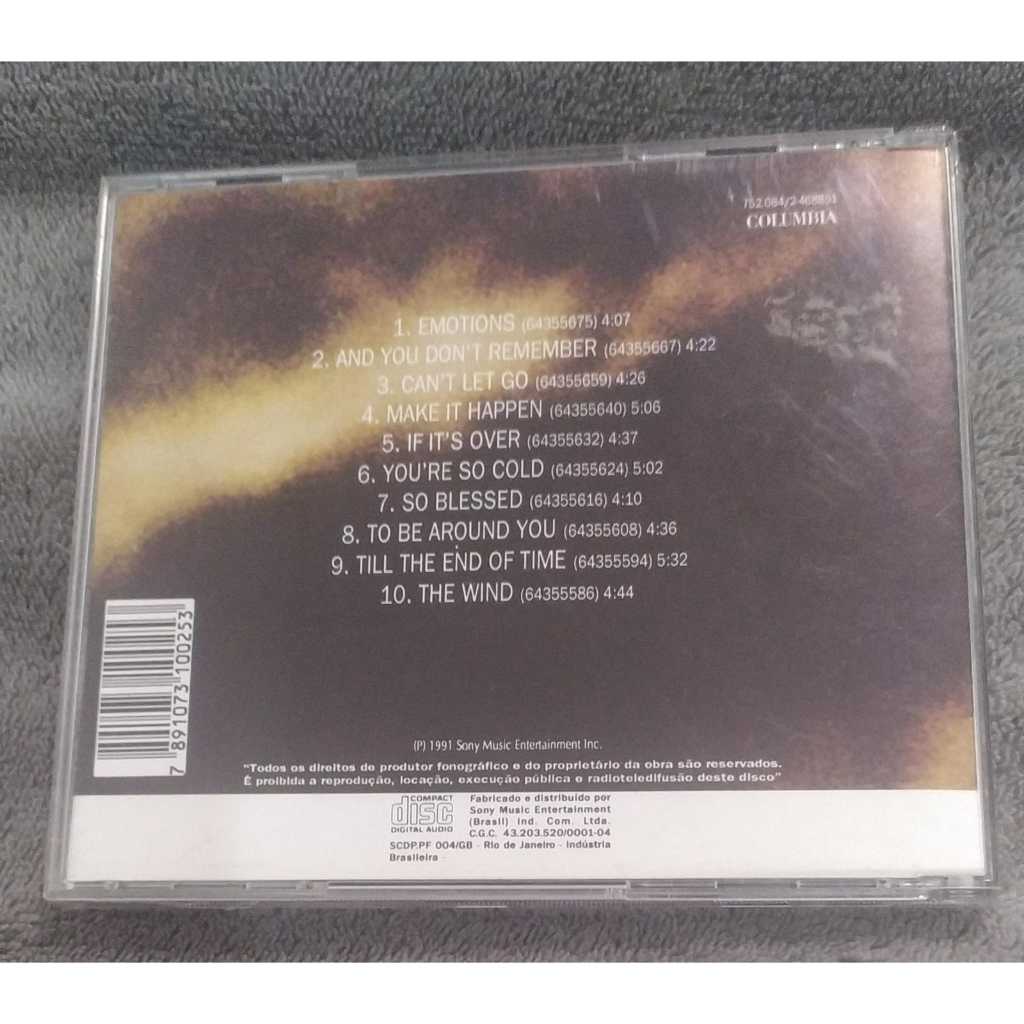 752.084/2-468851
COLUMBIA
1. EMOTIONS (64355675) 4:07
2. AND YOU DON'T REMEMBER (64355667) 4:22
3. CAN'T LET GO (64355659) 4:26
4. MAKE IT HAPPEN (64355640) 5:06
5. IF IT'S OVER (64355632) 4:37
6. YOU'RE SO COLD (64355624) 5:02
7. SO BLESSED (64355616) 4:10
8. TO BE AROUND YOU (64355608) 4:36
9. TILL THE END OF TIME (64355594) 5:32
10. THE WIND (64355586) 4:44
7 891073 100253
(P) 1991 Sony Music Entertainment Inc.
"Todos os direitos de produtor fonográfico e do proprietário da obra são reservados.
É proibida a reprodução, locação, execução pública e radioteledifusão deste disco"
COMPACT
disc
DIGITAL AUDIO
Fabricado e distribuído por
Sony Music Entertainment
(Brasil) Ind. Com. Ltda.
C.G.C. 43.203.520/0001-04
SCDP.PF 004/GB - Rio de Janeiro - Indústria
Brasileira -